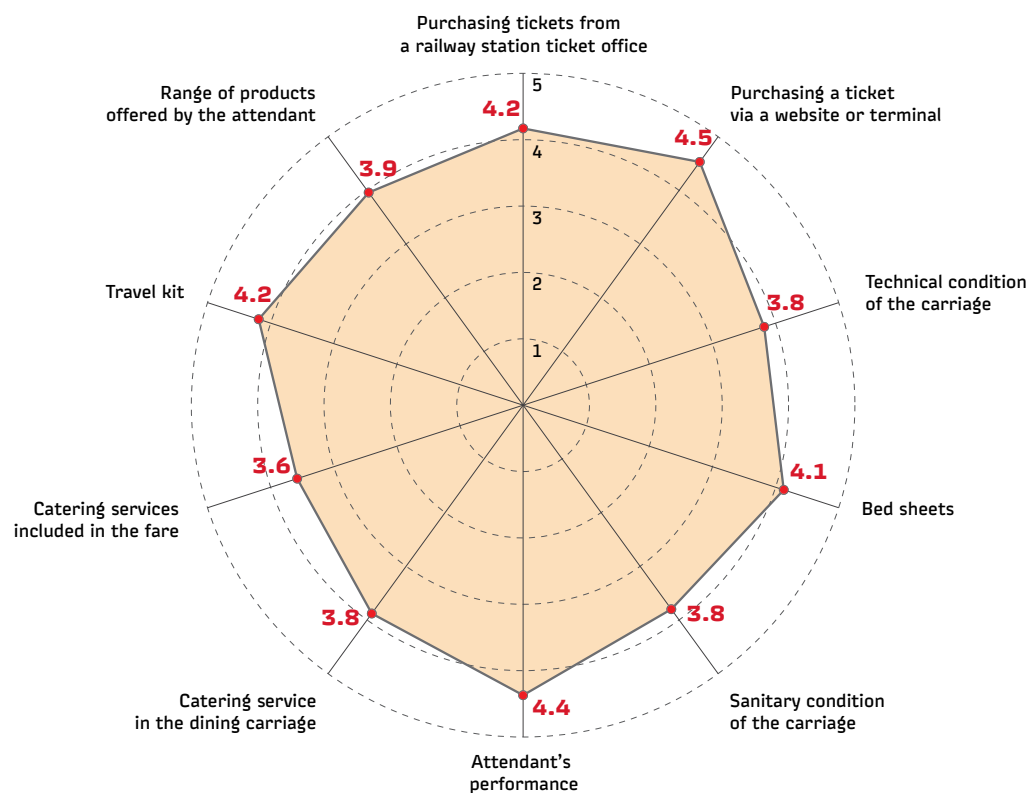 Purchasing tickets from
a railway station ticket office
Range of products
offered by the attendant
Purchasing a ticket
via a website or terminal
5
4.2
4.5
4
3.9
3
Technical condition
of the carriage
Travel kit
4.2
2
3.8
1
3.6
4.1
Catering services
included in the fare
Bed sheets
3.8
3.8
Catering service
in the dining carriage
4.4
Sanitary condition
of the carriage
Attendant's
performance